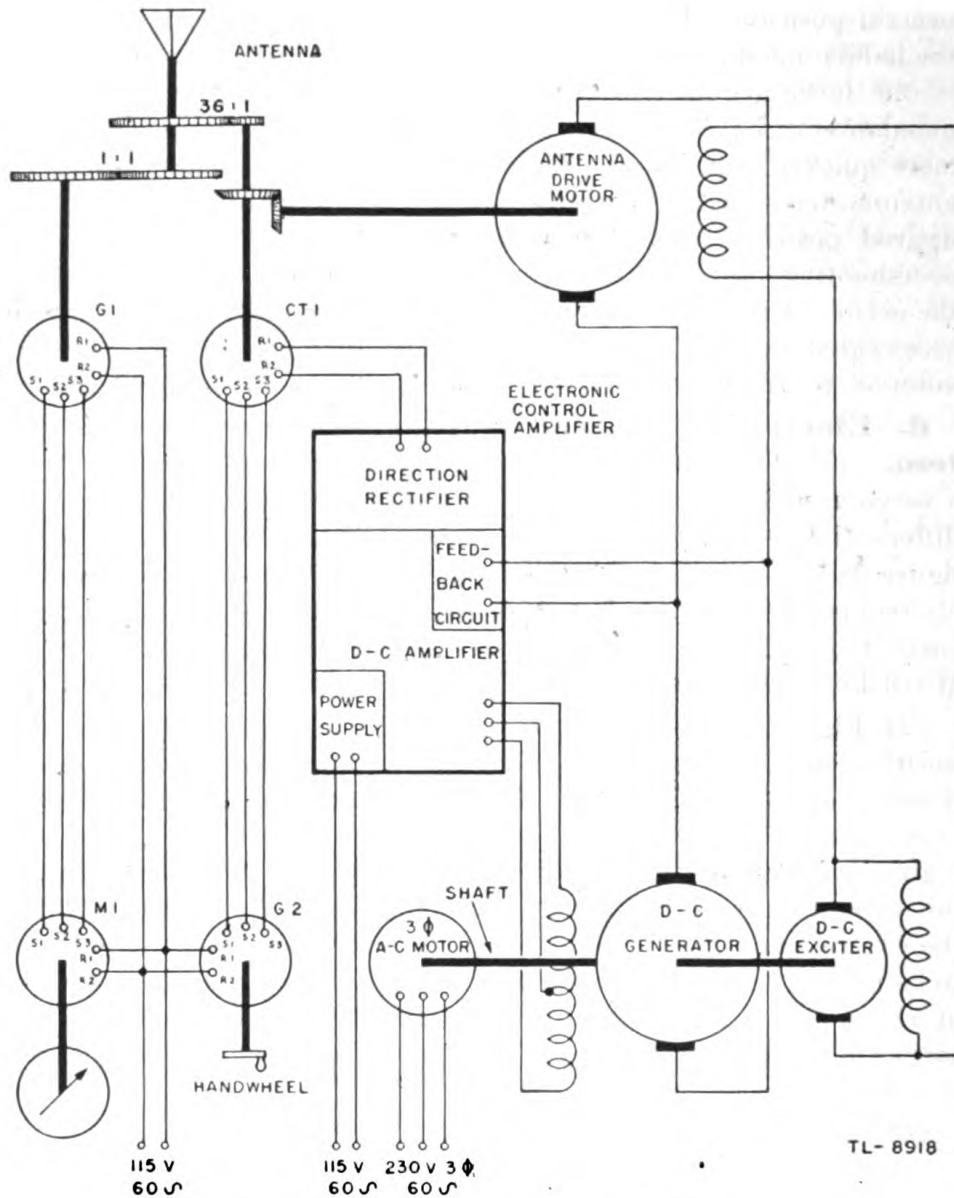 ANTENNA
36:1
1:1
ANTENNA
DRIVE
MOTOR
G1
CT-1
R1
R2
S1
S2
S3
R1
R2
S1
S2
S3
ELECTRONIC
CONTROL
AMPLIFIER
DIRECTION
RECTIFIER
FEED-
BACK
CIRCUIT
D-C AMPLIFIER
POWER
SUPPLY
M1
G2
S1
S2
S3
R1
R2
S1
S2
S3
R1
R2
SHAFT
3 ϕ
A-C MOTOR
D-C
GENERATOR
D-C
EXCITER
HANDWHEEL
115 V
60 ∿
115 V
60 ∿
230 V 3 ϕ
60 ∿
TL-8918